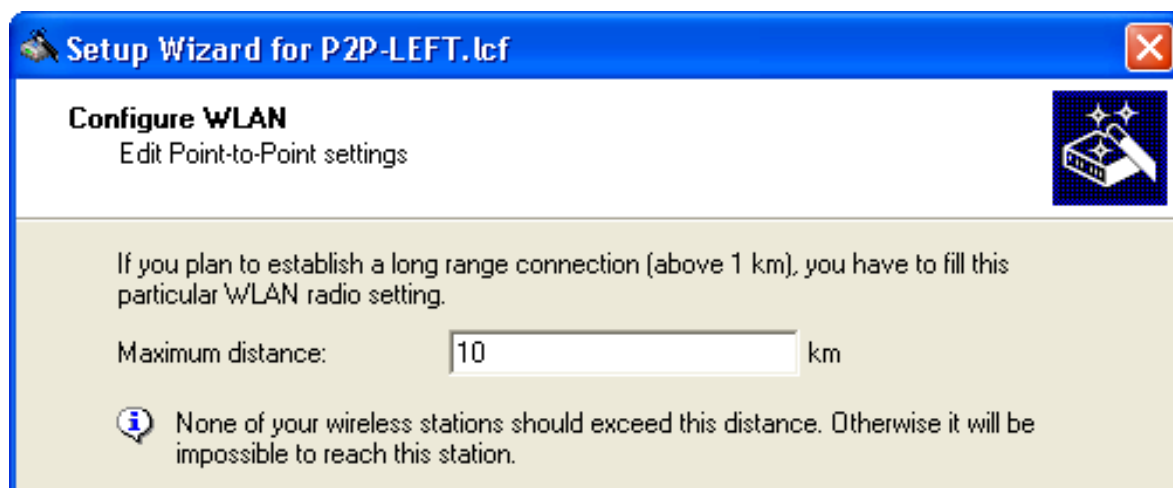 Setup Wizard for P2P-LEFT.lcf
Configure WLAN
Edit Point-to-Point settings
If you plan to establish a long range connection (above 1 km), you have to fill this
particular WLAN radio setting.
Maximum distance: 10 km
None of your wireless stations should exceed this distance. Otherwise it will be
impossible to reach this station.